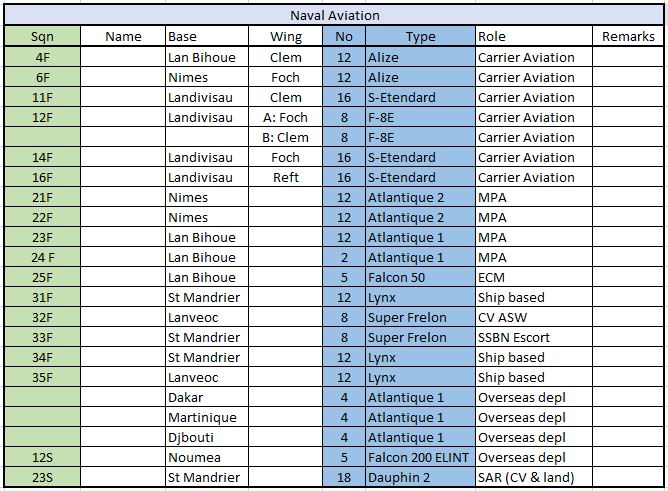 Naval Aviation
Sqn Name Base Wing No Type Role Remarks
4F Lan Bihoue Clem 12 Alize Carrier Aviation
6F Nimes Foch 12 Alize Carrier Aviation
11F Landivisau Clem 16 S-Etendard Carrier Aviation
12F Landivisau A: Foch 8 F-8E Carrier Aviation
B: Clem 8 F-8E Carrier Aviation
14F Landivisau Foch 16 S-Etendard Carrier Aviation
16F Landivisau Reft 16 S-Etendard Carrier Aviation
21F Nimes 12 Atlantique 2 MPA
22F Nimes 12 Atlantique 2 MPA
23F Lan Bihoue 12 Atlantique 1 MPA
24 F Lan Bihoue 2 Atlantique 1 MPA
25F Lan Bihoue 5 Falcon 50 ECM
31F St Mandrier 12 Lynx Ship based
32F Lanveoc 8 Super Frelon CV ASW
33F St Mandrier 8 Super Frelon SSBN Escort
34F St Mandrier 12 Lynx Ship based
35F Lanveoc 12 Lynx Ship based
Dakar 4 Atlantique 1 Overseas depl
Martinique 4 Atlantique 1 Overseas depl
Djbouti 4 Atlantique 1 Overseas depl
12S Noumea 5 Falcon 200 ELINT Overseas depl
23S St Mandrier 18 Dauphin 2 SAR (CV & land)